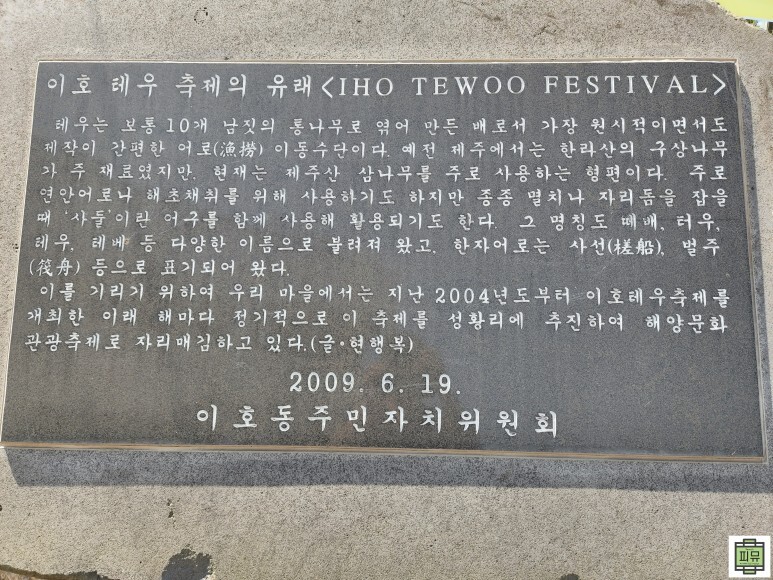 이호 테우 축제의 유래<IHO TEWOO FESTIVAL>
테우는 보통 10개 남짓의 통나무로 엮어 만든 배로서 가장 원시적이면서도
제작이 간편한 어로(漁撈) 이동수단이다. 예전 제주에서는 한라산의 구상나무
가 주 재료였지만, 현재는 제주산 삼나무를 주로 사용하는 형편이다. 주로
연안어로나 해초채취를 위해 사용하기도 하지만 종종 멸치나 자리돔을 잡을
때 '사들'이란 어구를 함께 사용해 활용되기도 한다. 그 명칭도 떼배, 터우,
테우, 테베 등 다양한 이름으로 불려져 왔고, 한자어로는 사선(槎船), 벌주
(筏舟) 등으로 표기되어 왔다.
이를 기리기 위하여 우리 마을에서는 지난 2004년도부터 이호테우축제를
개최한 이래 해마다 정기적으로 이 축제를 성황리에 추진하여 해양문화
관광축제로 자리매김하고 있다.(글·현행복)
2009. 6. 19.
이호동주민자치위원회
피뮤